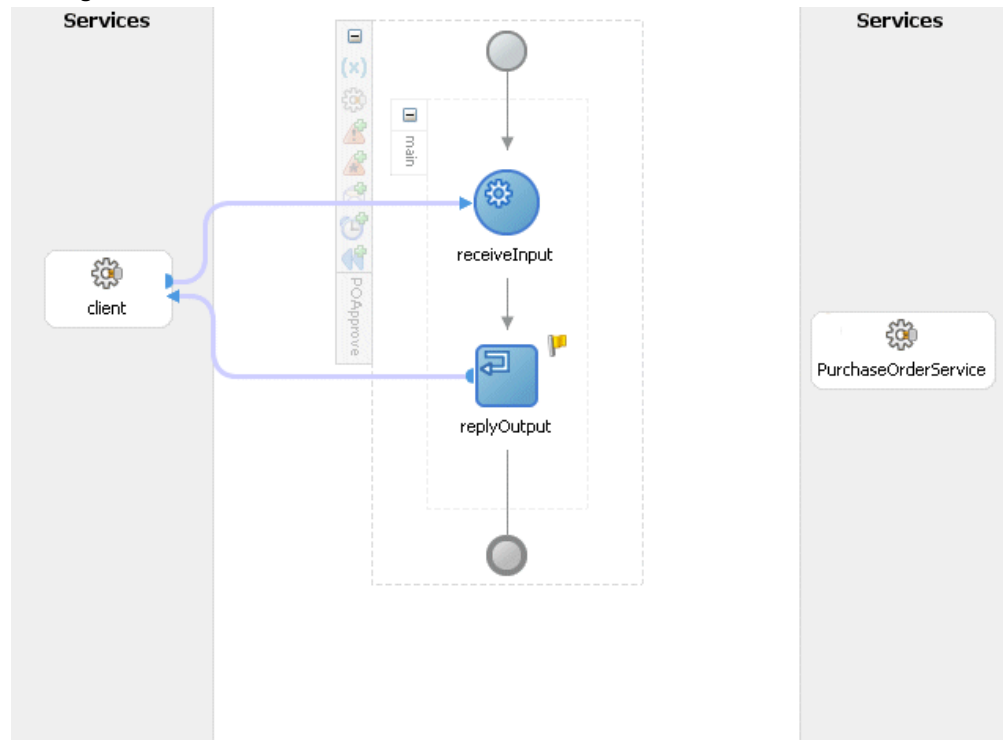 Services
Services
(x)
main
receiveInput
client
POApprove
PurchaseOrderService
replyOutput